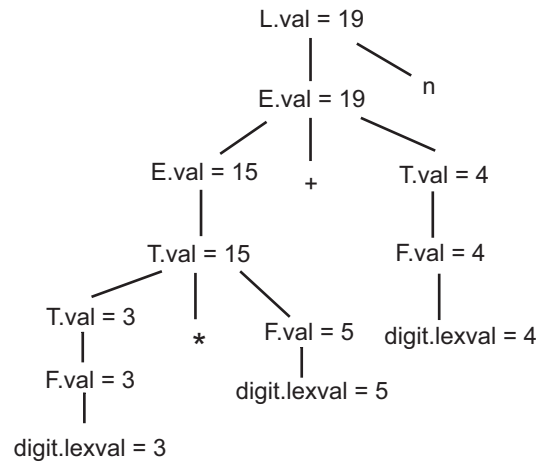 L.val = 19
n
E.val = 19
E.val = 15
+
T.val = 4
T.val = 15
F.val = 4
T.val = 3
*
F.val = 5
digit.lexval = 4
F.val = 3
digit.lexval = 5
digit.lexval = 3